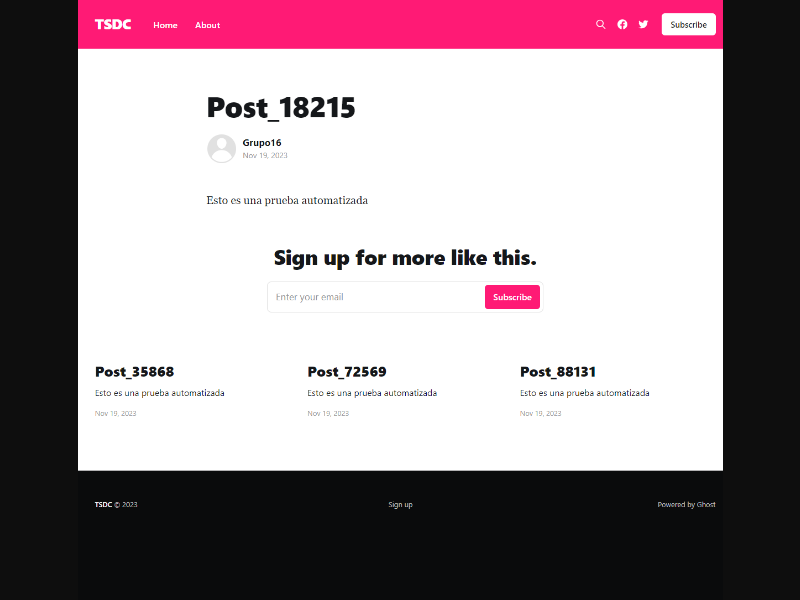 TSDC Home About Subscribe
Post_18215
Grupo16
Nov 19, 2023
Esto es una prueba automatizada
Sign up for more like this.
Enter your email Subscribe
Post_35868 Post_72569 Post_88131
Esto es una prueba automatizada Esto es una prueba automatizada Esto es una prueba automatizada
Nov 19, 2023 Nov 19, 2023 Nov 19, 2023
TSDC © 2023 Sign up Powered by Ghost